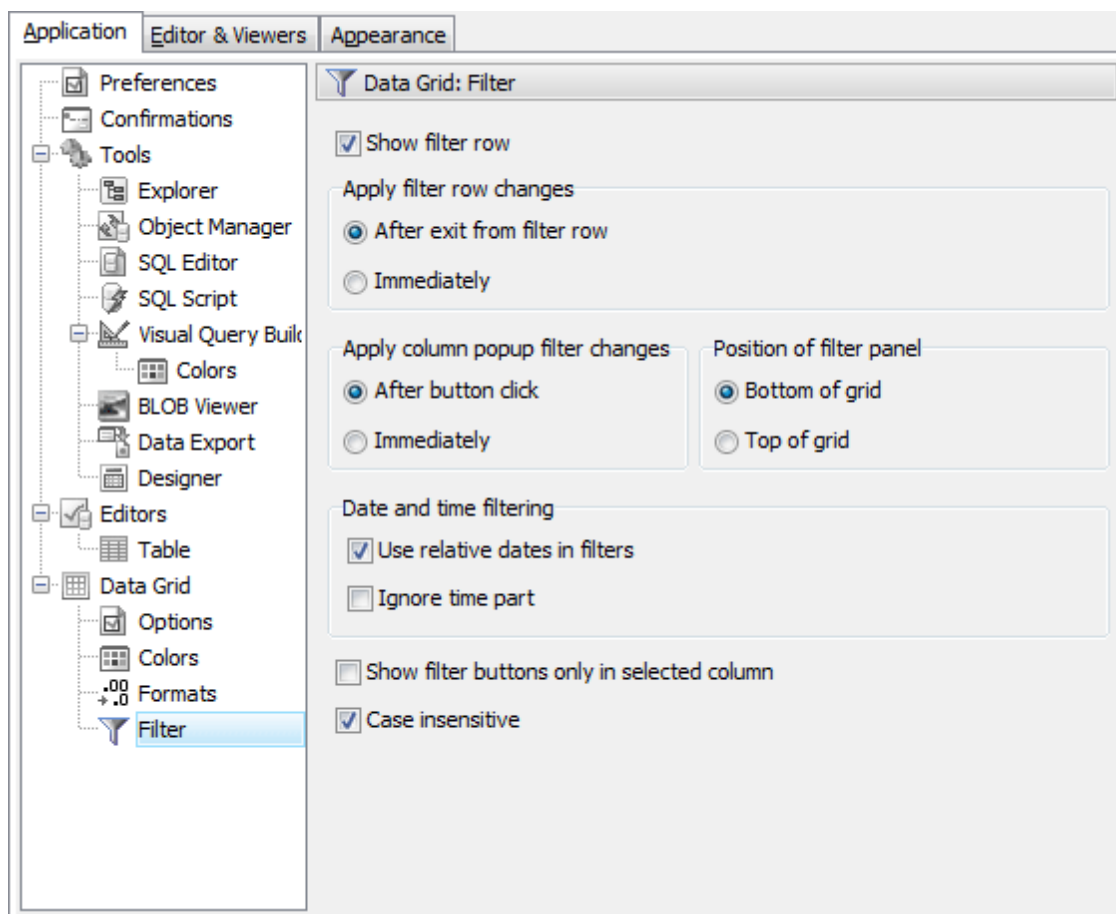 Application
Editor & Viewers
Appearance
Preferences
Confirmations
Tools
Explorer
Object Manager
SQL Editor
SQL Script
Visual Query Builc
Colors
BLOB Viewer
Data Export
Designer
Editors
Table
Data Grid
Options
Colors
Formats
Filter
Data Grid: Filter
Show filter row
Apply filter row changes
After exit from filter row
Immediately
Apply column popup filter changes
After button click
Immediately
Position of filter panel
Bottom of grid
Top of grid
Date and time filtering
Use relative dates in filters
Ignore time part
Show filter buttons only in selected column
Case insensitive